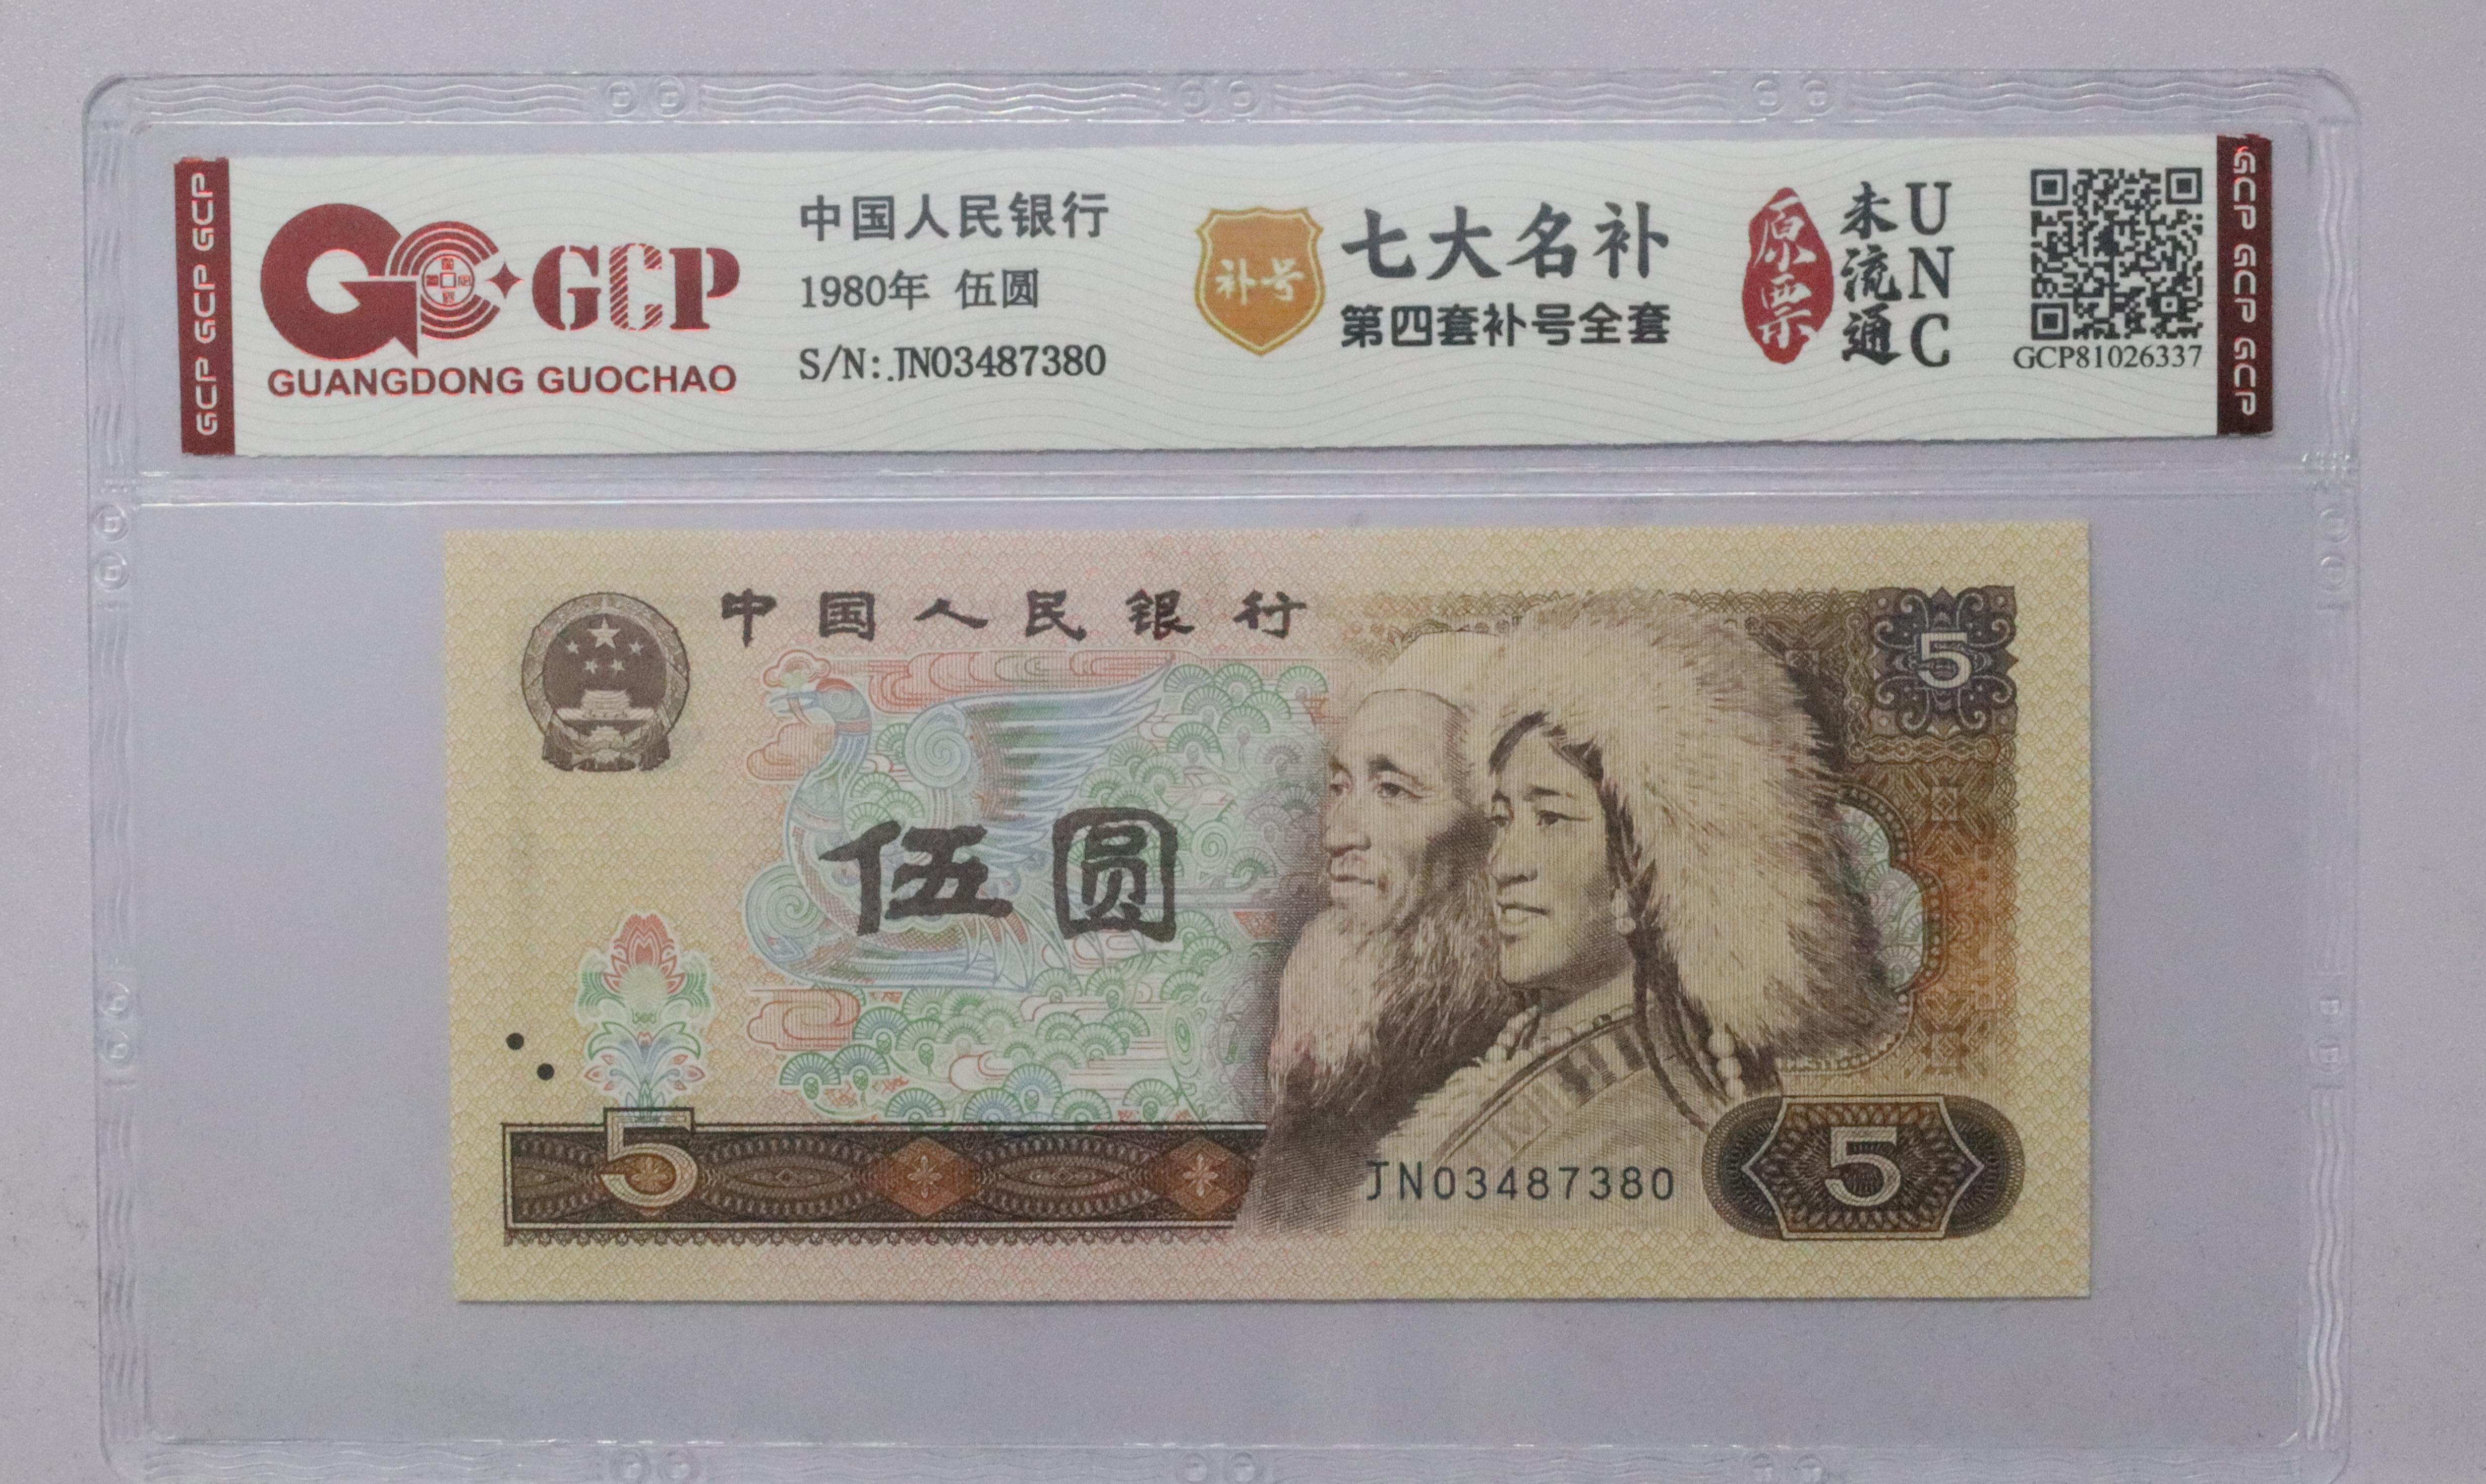 GCP GCP GCP
GCP
GUANGDONG GUOCHAO
中国人民银行
1980年 伍圆
S/N: JN03487380
补号
七大名补
第四套补号全套
原票
未流通
UNC
GCP81026337
GCP GCP GCP
中国人民银行
5
伍圆
5
JN03487380
5